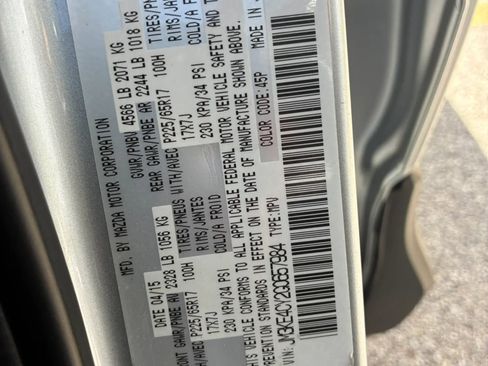 MFD. BY MAZDA MOTOR CORPORATION
DATE 04/15 GVWR/PNBV 4566 LB 2071 KG
FRONT GAWR/PNBE AV 2328 LB 1056 KG REAR GAWR/PNBE AR 2244 LB 1018 KG
WITH/AVEC P225/65R17 100H TIRES/PNEUS WITH/AVEC P225/65R17 100H TIRES/PNE
17X7J RIMS/JANTES 17X7J RIMS/JA
230 KPA/34 PSI COLD/A FROID 230 KPA/34 PSI COLD/A F
THIS VEHICLE CONFORMS TO ALL APPLICABLE FEDERAL MOTOR VEHICLE SAFETY AND T
PREVENTION STANDARDS IN EFFECT ON THE DATE OF MANUFACTURE SHOWN ABOVE.
TYPE: MPV COLOR CODE: 45P MADE IN
VIN: